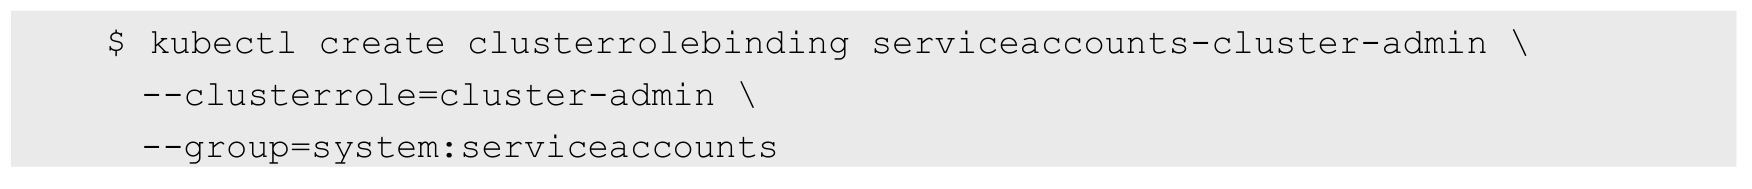 $ kubectl create clusterrolebinding serviceaccounts-cluster-admin \
--clusterrole=cluster-admin \
--group=system:serviceaccounts